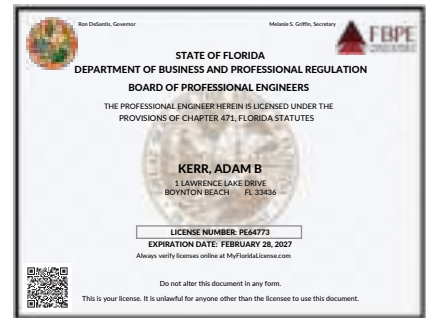 Ron DeSantis, Governor
Melanie S. Griffin, Secretary
FBPE
STATE OF FLORIDA
DEPARTMENT OF BUSINESS AND PROFESSIONAL REGULATION
BOARD OF PROFESSIONAL ENGINEERS
THE PROFESSIONAL ENGINEER HEREIN IS LICENSED UNDER THE
PROVISIONS OF CHAPTER 471, FLORIDA STATUTES
KERR, ADAM B
1 LAWRENCE LAKE DRIVE
BOYNTON BEACH FL 33436
LICENSE NUMBER: PE64773
EXPIRATION DATE: FEBRUARY 28, 2027
Always verify licenses online at MyFloridaLicense.com
Do not alter this document in any form.
This is your license. It is unlawful for anyone other than the licensee to use this document.